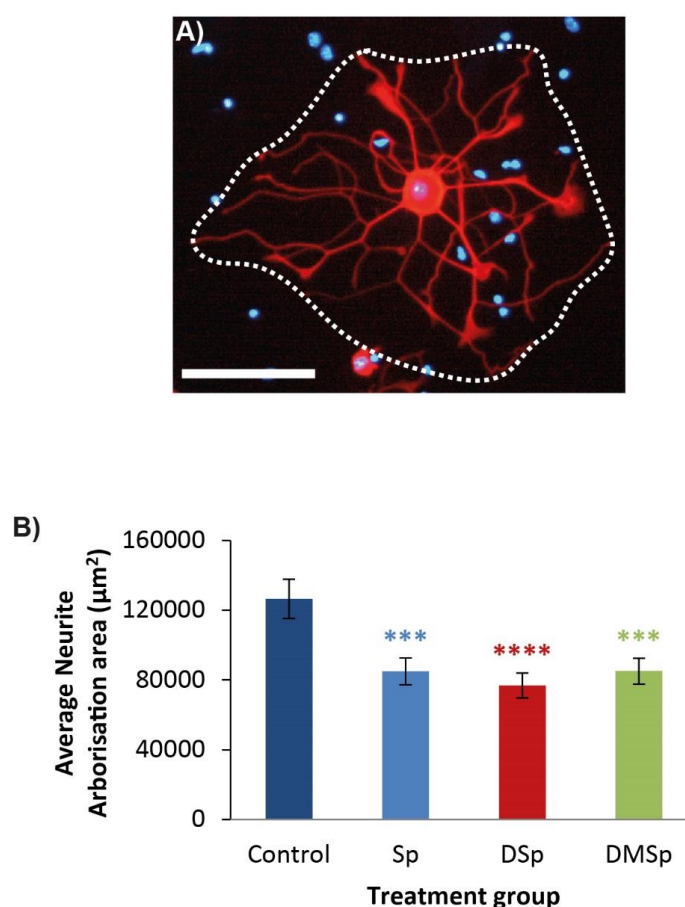 A)
B)
Average Neurite
Arborisation area (µm²)
160000
120000
80000
40000
0
***
****
***
Control Sp DSp DMSp
Treatment group